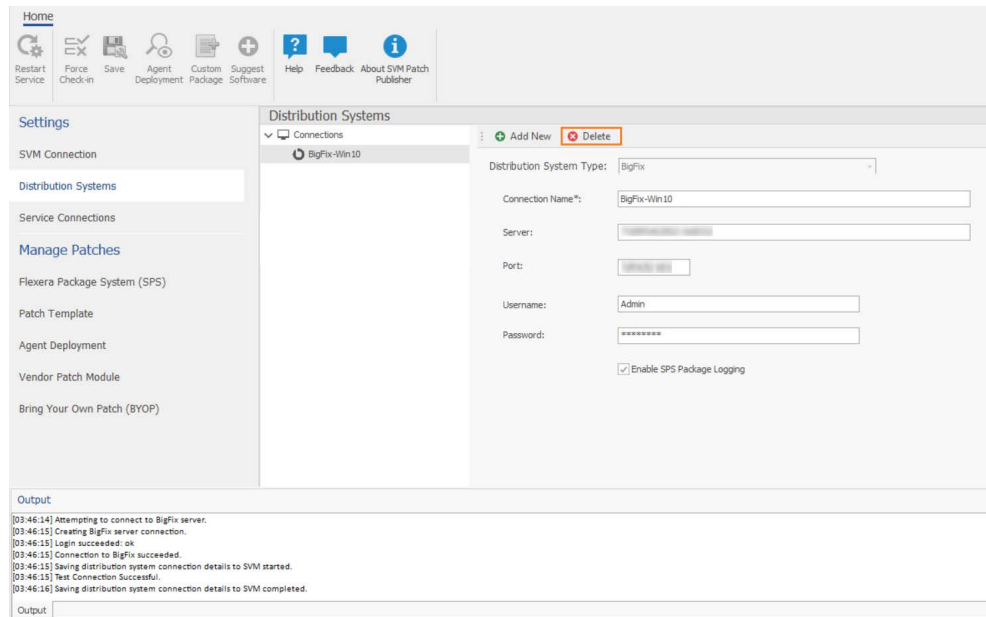 Home
Restart Service
Force Check-in
Save
Agent Deployment
Custom Package
Suggest Software
Help
Feedback
About SVM Patch Publisher
Settings
SVM Connection
Distribution Systems
Service Connections
Manage Patches
Flexera Package System (SPS)
Patch Template
Agent Deployment
Vendor Patch Module
Bring Your Own Patch (BYOP)
Distribution Systems
Connections
BigFix-Win10
Add New
Delete
Distribution System Type: BigFix
Connection Name*: BigFix-Win10
Server:
Port:
Username: Admin
Password: ********
Enable SPS Package Logging
Output
[03:46:14] Attempting to connect to BigFix server.
[03:46:15] Creating BigFix server connection.
[03:46:15] Login succeeded: ok
[03:46:15] Connection to BigFix succeeded.
[03:46:15] Saving distribution system connection details to SVM started.
[03:46:15] Test Connection Successful.
[03:46:16] Saving distribution system connection details to SVM completed.
Output